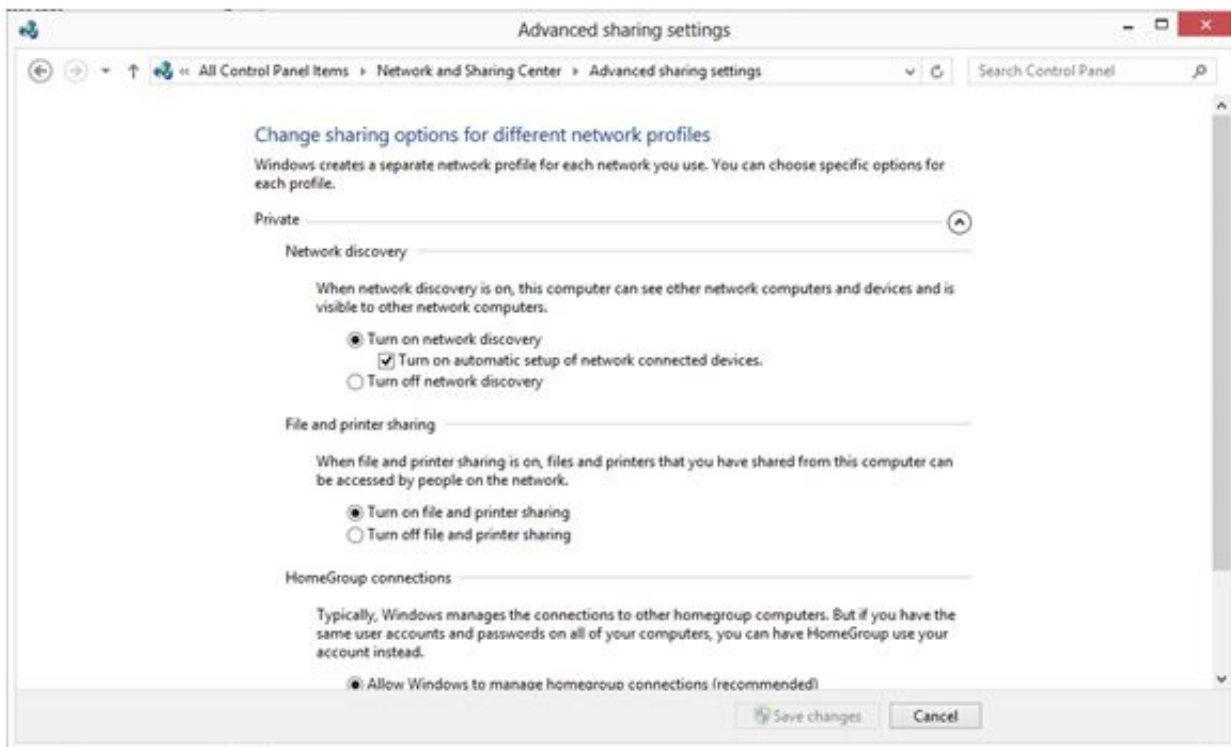 Advanced sharing settings
« All Control Panel Items ▸ Network and Sharing Center ▸ Advanced sharing settings
Search Control Panel
Change sharing options for different network profiles
Windows creates a separate network profile for each network you use. You can choose specific options for
each profile.
Private
Network discovery
When network discovery is on, this computer can see other network computers and devices and is
visible to other network computers.
Turn on network discovery
Turn on automatic setup of network connected devices.
Turn off network discovery
File and printer sharing
When file and printer sharing is on, files and printers that you have shared from this computer can
be accessed by people on the network.
Turn on file and printer sharing
Turn off file and printer sharing
HomeGroup connections
Typically, Windows manages the connections to other homegroup computers. But if you have the
same user accounts and passwords on all of your computers, you can have HomeGroup use your
account instead.
Allow Windows to manage homegroup connections (recommended)
Save changes
Cancel